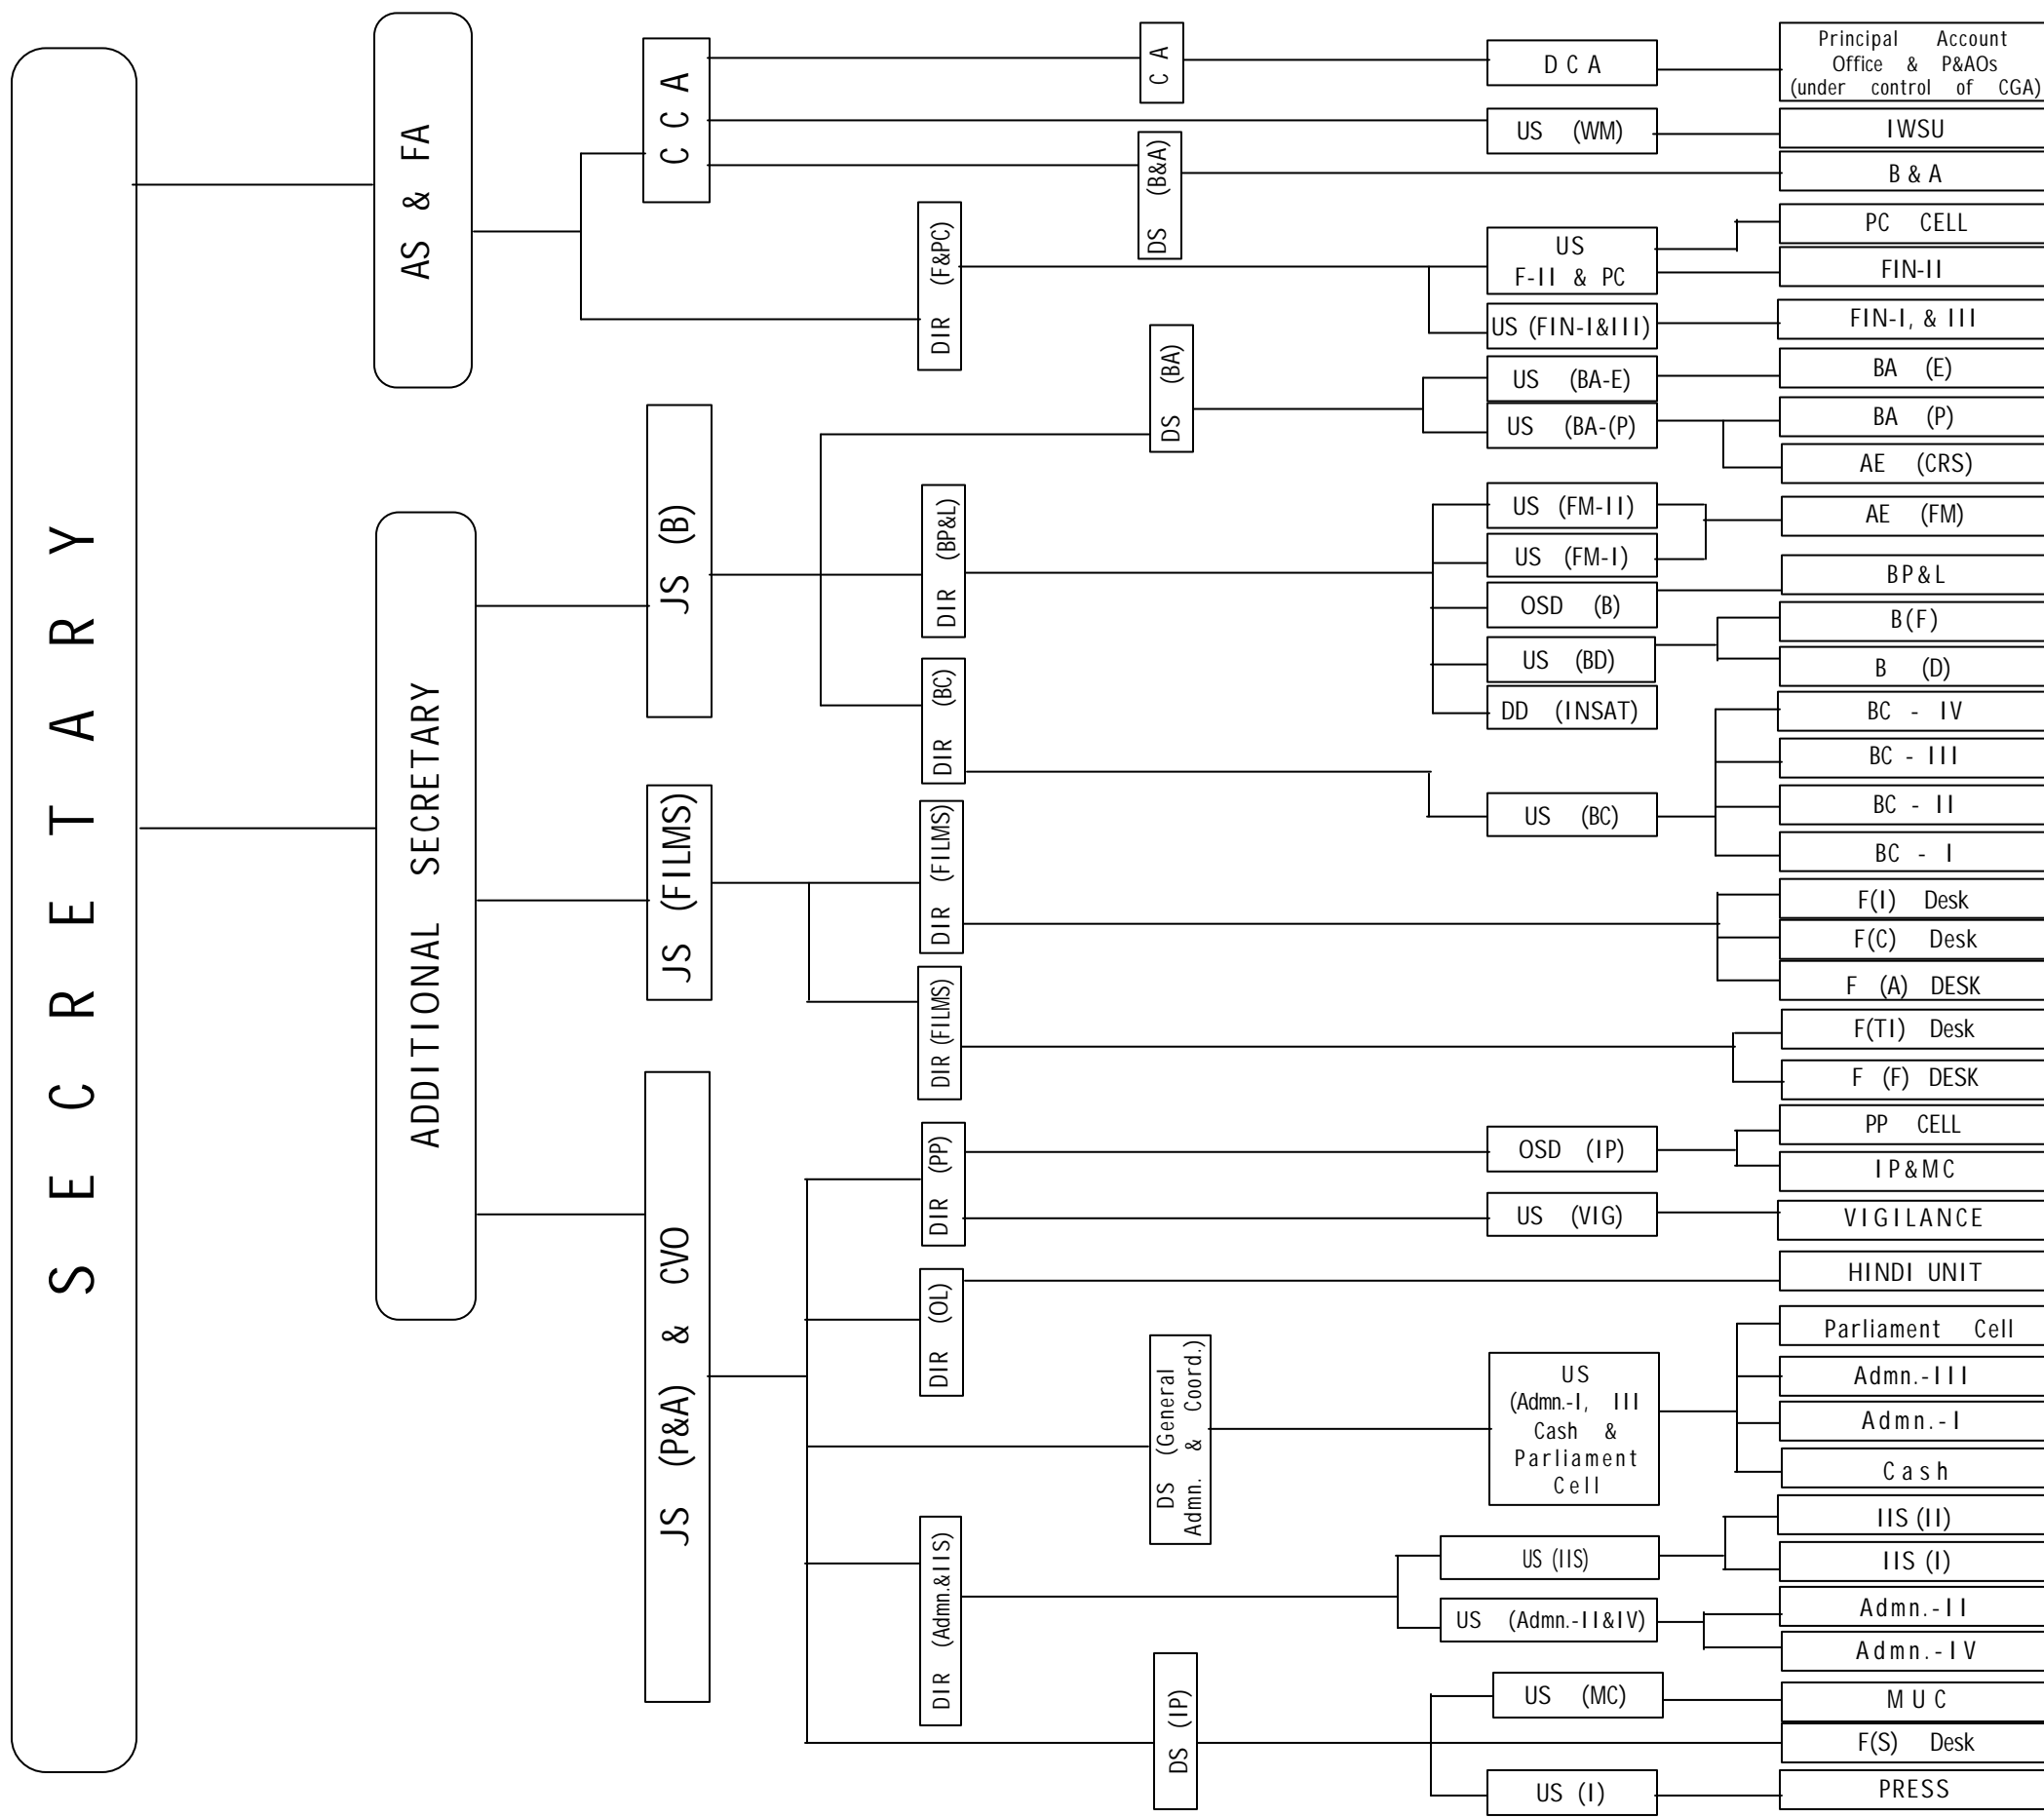 SECRETARY
AS & FA
ADDITIONAL SECRETARY
CCA
JS (B)
JS (FILMS)
JS (P&A) & CVO
DIR (F&PC)
DIR (BP&L)
DIR (BC)
DIR (FILMS)
DIR (FILMS)
DIR (PP)
DIR (OL)
DIR (Admn.&IIS)
CA
DS (B&A)
DS (BA)
DS (General
Admn. & Coord.)
DS (IP)
DCA
US (WM)
US
F-II & PC
US (FIN-I&III)
US (BA-E)
US (BA-(P)
US (FM-II)
US (FM-I)
OSD (B)
US (BD)
DD (INSAT)
US (BC)
OSD (IP)
US (VIG)
US
(Admn.-I, III
Cash &
Parliament
Cell
US (IIS)
US (Admn.-II&IV)
US (MC)
US (I)
Principal Account
Office & P&AOs
(under control of CGA)
IWSU
B&A
PC CELL
FIN-II
FIN-I, & III
BA (E)
BA (P)
AE (CRS)
AE (FM)
BP&L
B(F)
B (D)
BC - IV
BC - III
BC - II
BC - I
F(I) Desk
F(C) Desk
F (A) DESK
F(TI) Desk
F (F) DESK
PP CELL
IP&MC
VIGILANCE
HINDI UNIT
Parliament Cell
Admn.-III
Admn.-I
Cash
IIS (II)
IIS (I)
Admn.-II
Admn.-IV
MUC
F(S) Desk
PRESS